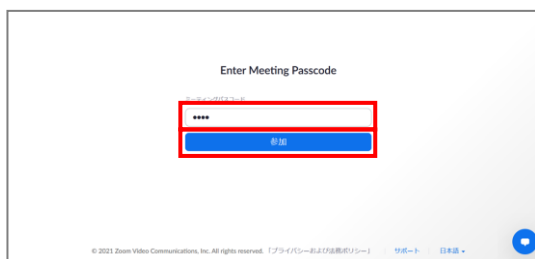 Enter Meeting Passcode
ミーティングパスコード
••••
参加
© 2021 Zoom Video Communications, Inc. All rights reserved. 「プライバシーおよび法務ポリシー」 サポート 日本語